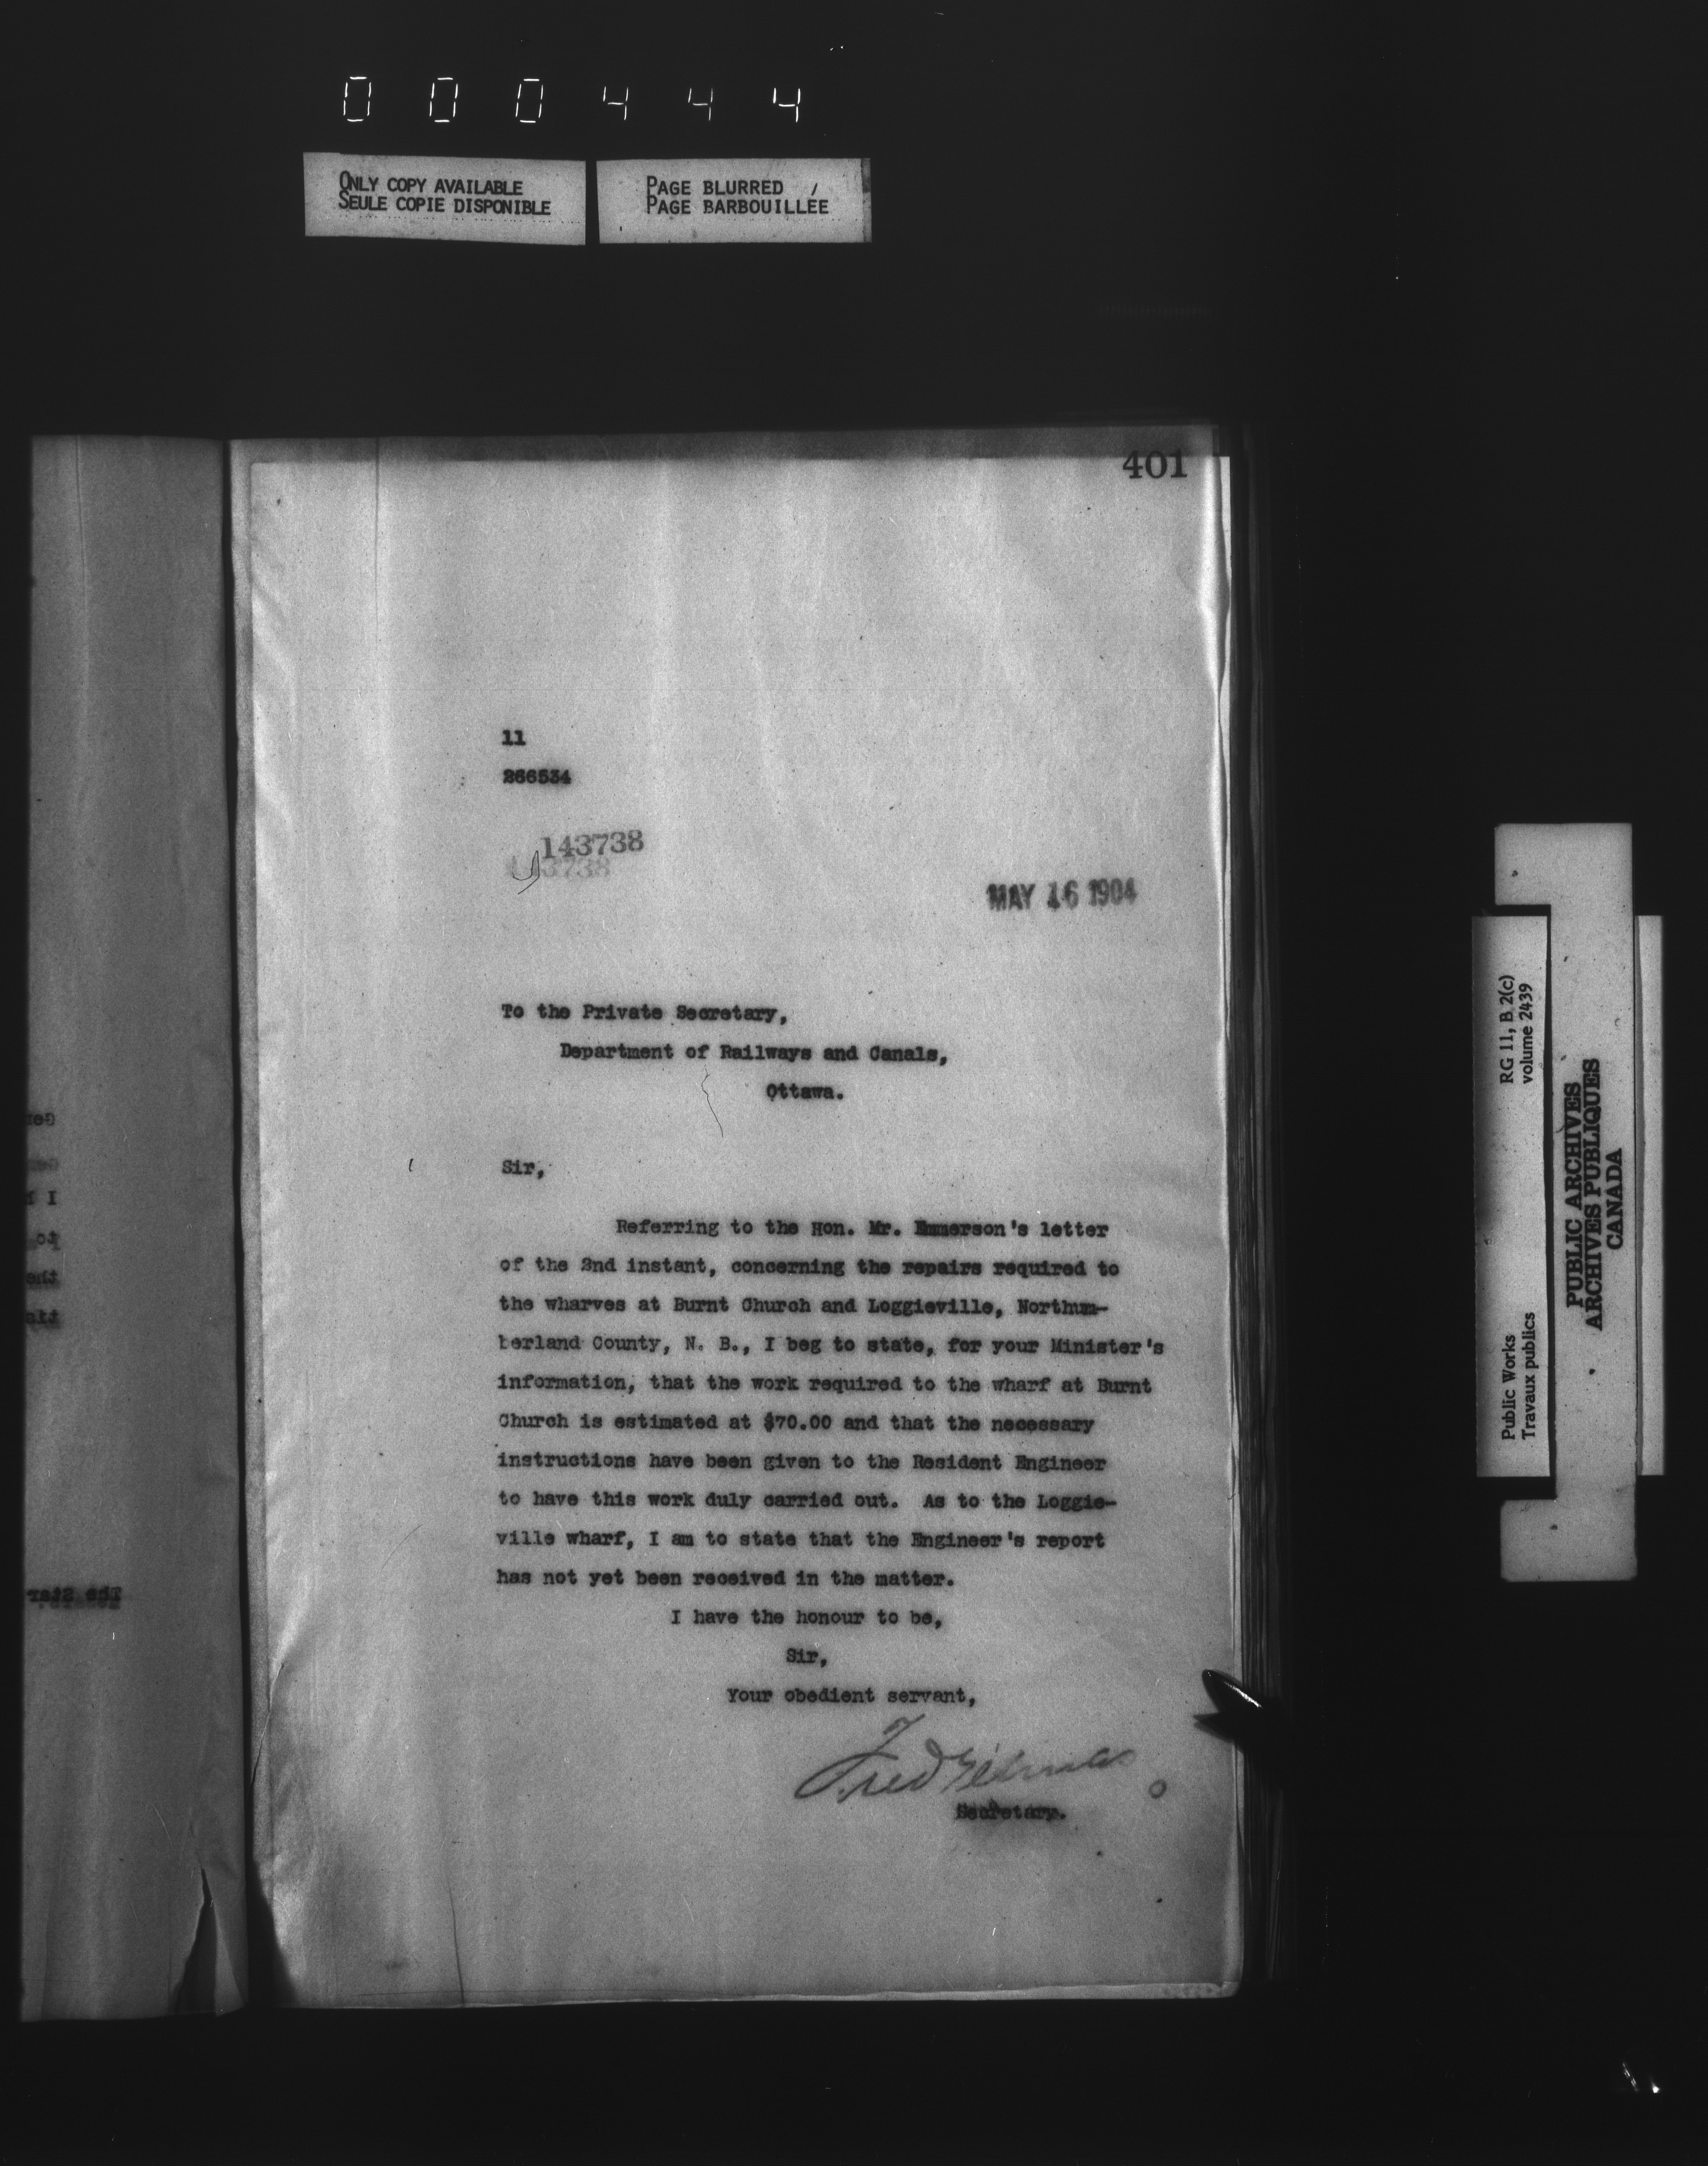 000444
ONLY COPY AVAILABLE
SEULE COPIE DISPONIBLE
PAGE BLURRED
PAGE BARBOUILLÉE
401
11
266534
143738
3738
MAY 16 1904
To the Private Secretary,
Department of Railways and Canals,
Ottawa.
Sir,
Referring to the Hon. Mr. Emmerson's letter
of the 2nd instant, concerning the repairs required to
the wharves at Burnt Church and Loggieville, Northum-
berland County, N. B., I beg to state, for your Minister's
information, that the work required to the wharf at Burnt
Church is estimated at $70.00 and that the necessary
instructions have been given to the Resident Engineer
to have this work duly carried out. As to the Loggie-
ville wharf, I am to state that the Engineer's report
has not yet been received in the matter.
I have the honour to be,
Sir,
Your obedient servant,
Fred Gélinas
Secretary.
RG 11, B 2(c)
volume 2439
Public Works
Travaux publics
PUBLIC ARCHIVES
ARCHIVES PUBLIQUES
CANADA